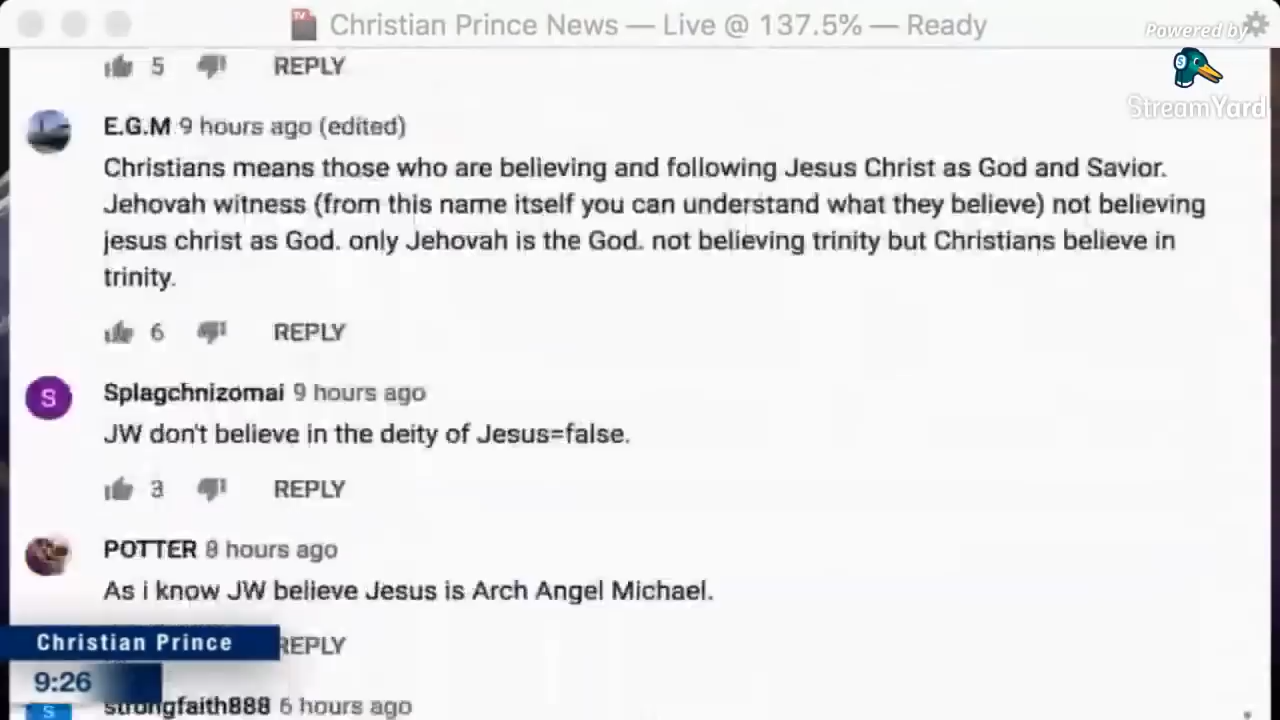 Christian Prince News — Live @ 137.5% — Ready
Powered by
StreamYard
5 REPLY
E.G.M 9 hours ago (edited)
Christians means those who are believing and following Jesus Christ as God and Savior.
Jehovah witness (from this name itself you can understand what they believe) not believing
jesus christ as God. only Jehovah is the God. not believing trinity but Christians believe in
trinity.
6 REPLY
S
Splagchnizomai 9 hours ago
JW don't believe in the deity of Jesus=false.
3 REPLY
POTTER 8 hours ago
As i know JW believe Jesus is Arch Angel Michael.
REPLY
Christian Prince
9:26
S
strongfaith888 6 hours ago